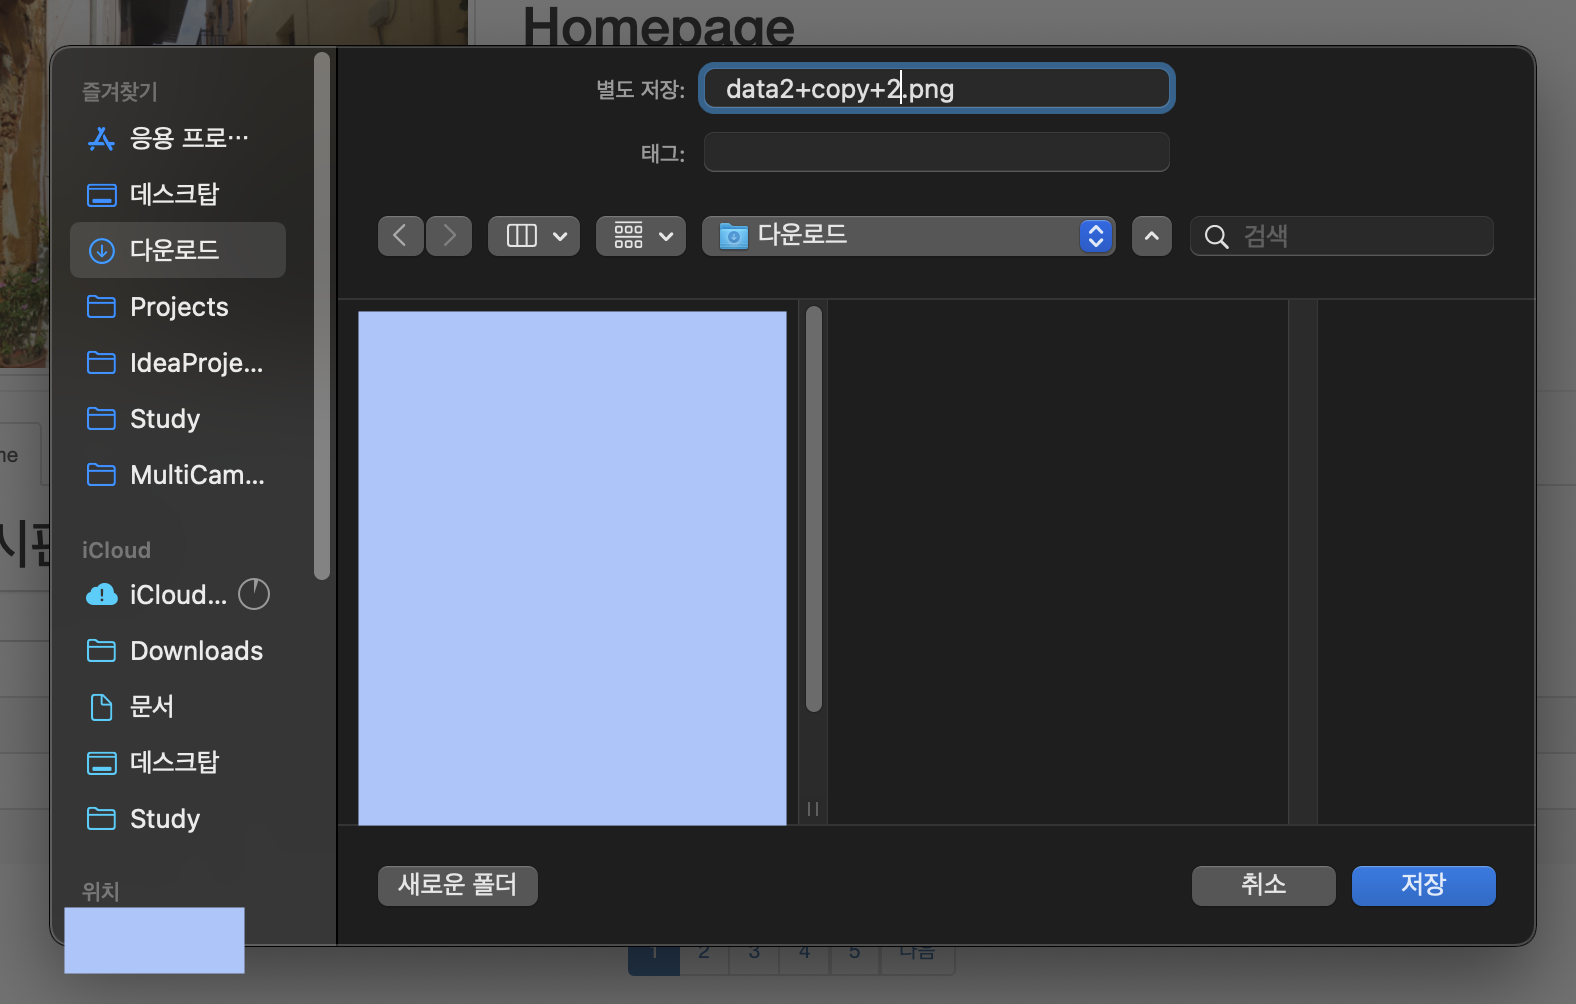 Homepage
즐겨찾기
응용 프로…
데스크탑
다운로드
Projects
IdeaProje...
Study
MultiCam...
iCloud
iCloud...
Downloads
문서
데스크탑
Study
위치
별도 저장: data2+copy+2.png
태그:
다운로드
검색
새로운 폴더
취소
저장
me
시판
1 2 3 4 5 다음